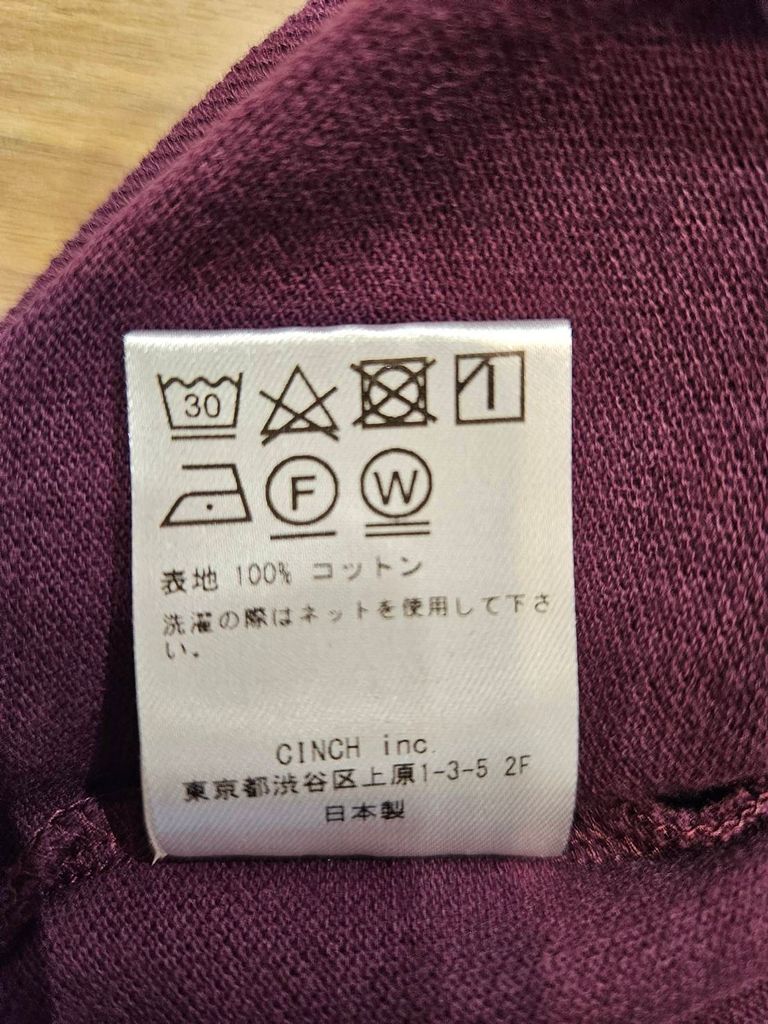 30
F W
表地 100% コットン
洗濯の際はネットを使用して下さ
い。
CINCH inc.
東京都渋谷区上原1-3-5 2F
日本製